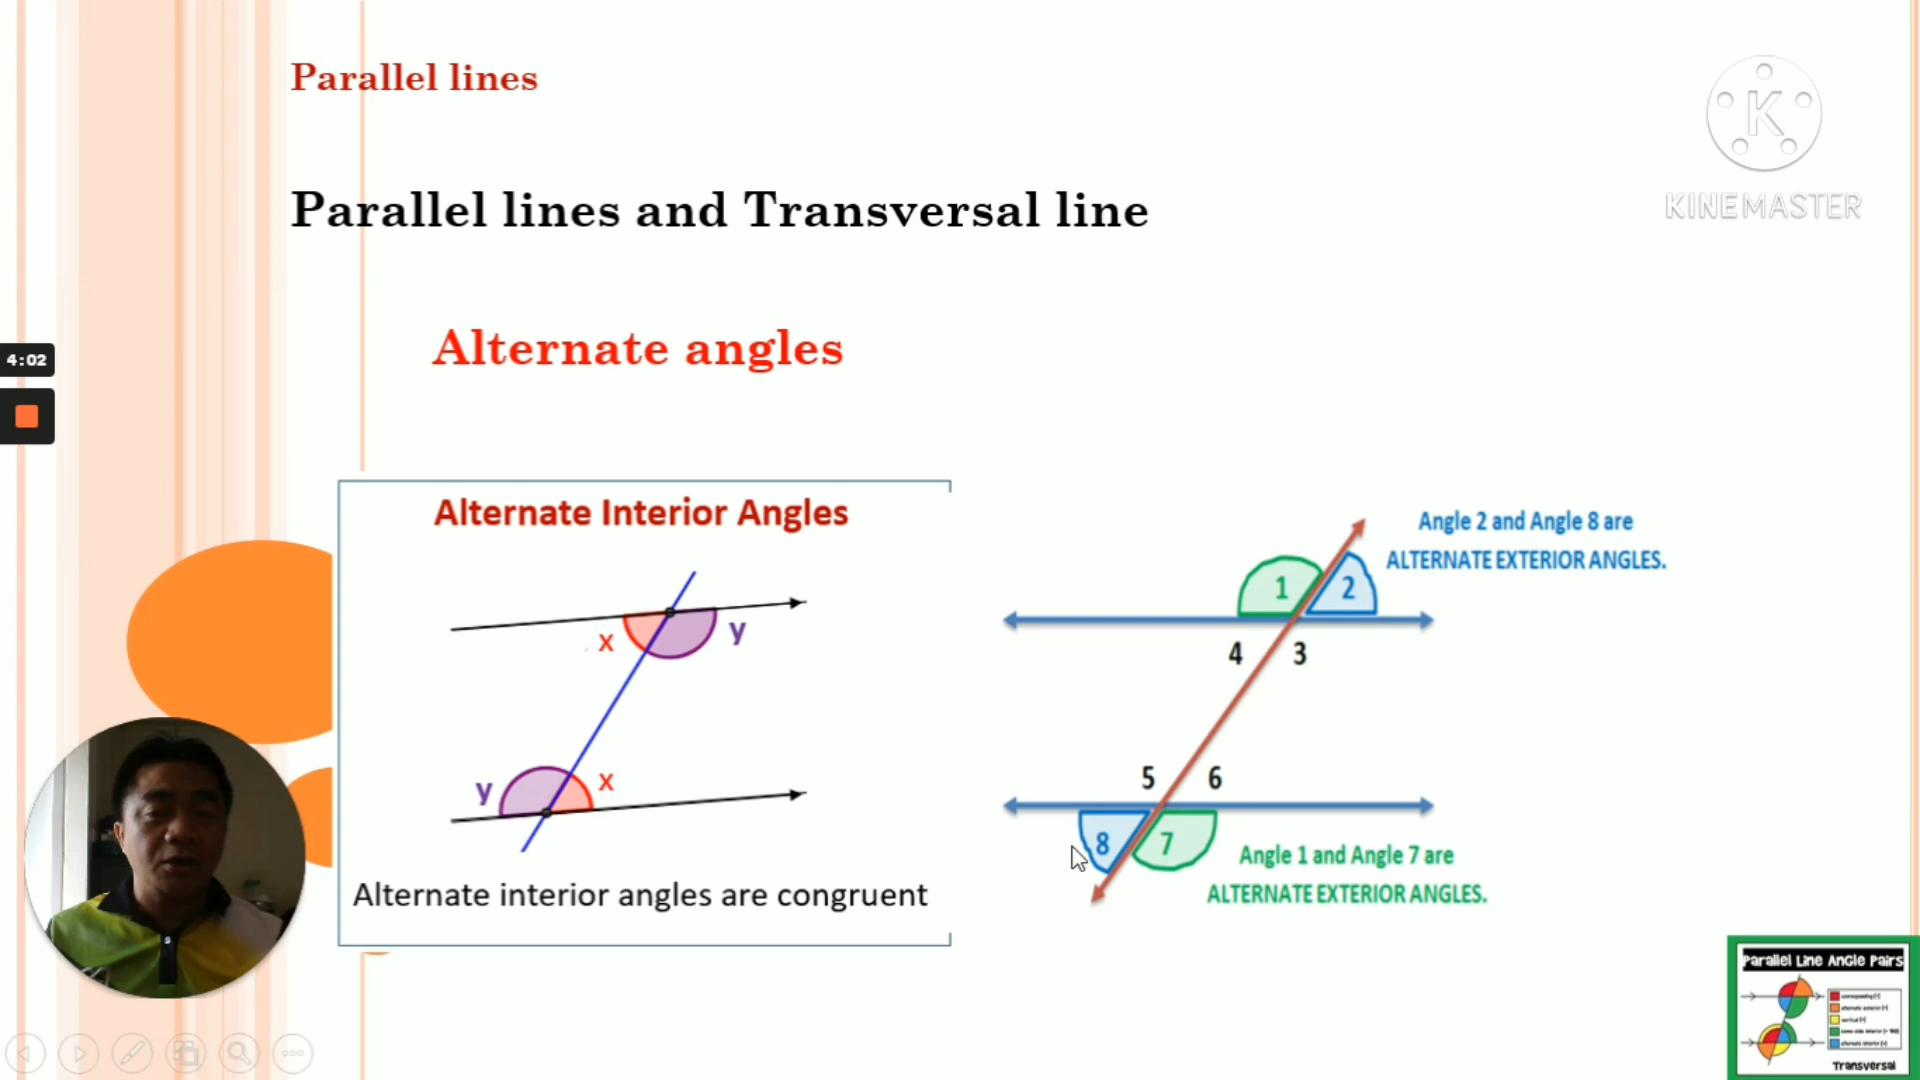 Parallel lines
K
KINEMASTER
Parallel lines and Transversal line
Alternate angles
4:02
Alternate Interior Angles
x
y
y
x
Alternate interior angles are congruent
Angle 2 and Angle 8 are
ALTERNATE EXTERIOR ANGLES.
1
2
4
3
5
6
8
7
Angle 1 and Angle 7 are
ALTERNATE EXTERIOR ANGLES.
Parallel Line Angle Pairs
Transversal